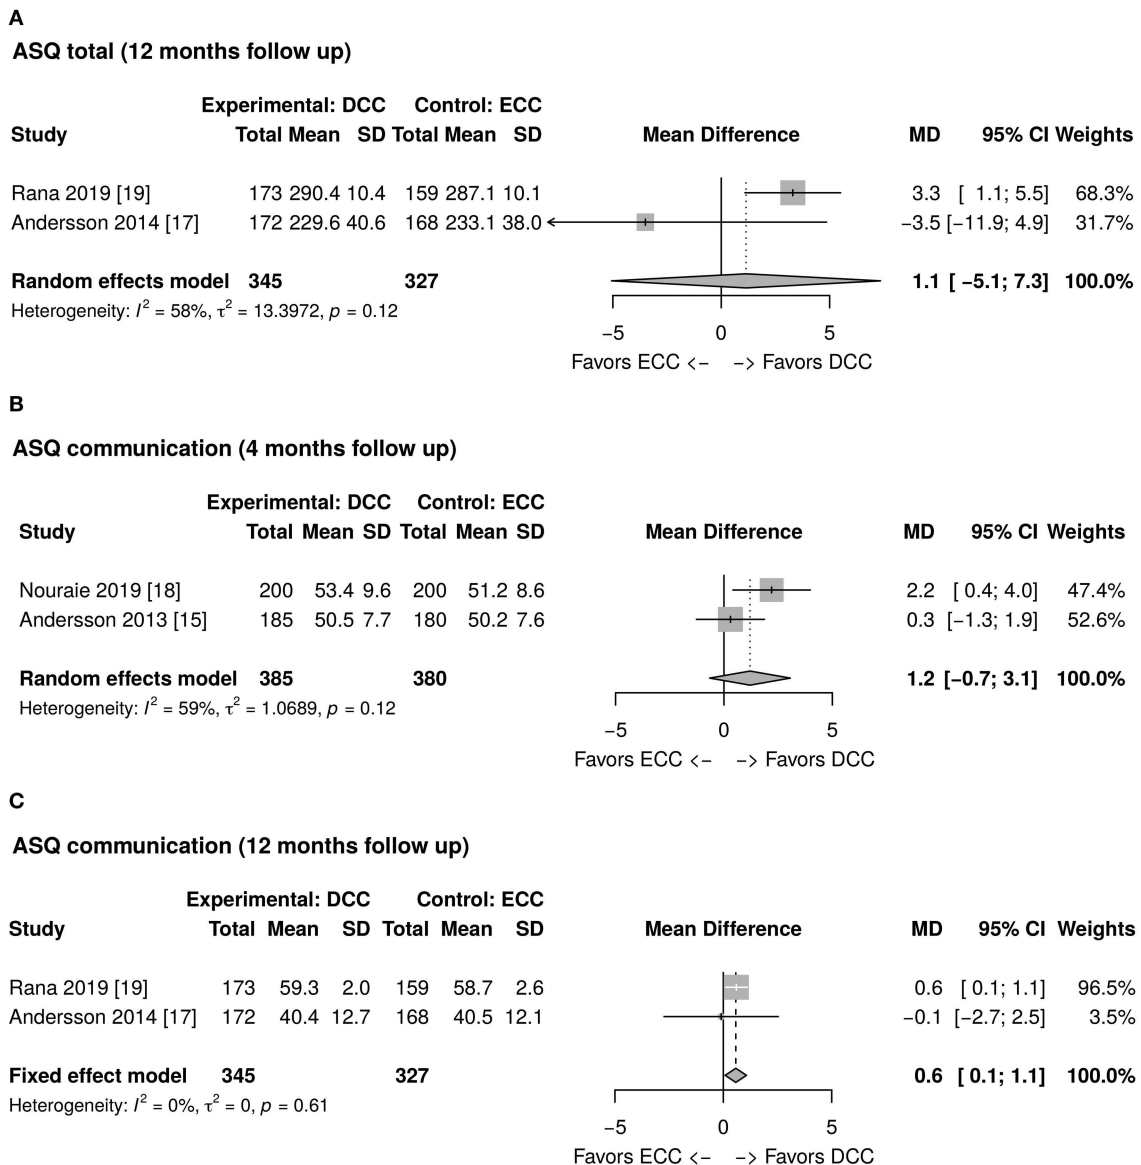 A
ASQ total (12 months follow up)
Experimental: DCC Control: ECC
Study Total Mean SD Total Mean SD Mean Difference MD 95% CI Weights
Rana 2019 [19] 173 290.4 10.4 159 287.1 10.1 3.3 [ 1.1; 5.5] 68.3%
Andersson 2014 [17] 172 229.6 40.6 168 233.1 38.0 −3.5 [−11.9; 4.9] 31.7%
Random effects model 345 327 1.1 [ −5.1; 7.3] 100.0%
Heterogeneity: I² = 58%, τ² = 13.3972, p = 0.12
−5 0 5
Favors ECC <− −> Favors DCC
B
ASQ communication (4 months follow up)
Experimental: DCC Control: ECC
Study Total Mean SD Total Mean SD Mean Difference MD 95% CI Weights
Nouraie 2019 [18] 200 53.4 9.6 200 51.2 8.6 2.2 [ 0.4; 4.0] 47.4%
Andersson 2013 [15] 185 50.5 7.7 180 50.2 7.6 0.3 [−1.3; 1.9] 52.6%
Random effects model 385 380 1.2 [−0.7; 3.1] 100.0%
Heterogeneity: I² = 59%, τ² = 1.0689, p = 0.12
−5 0 5
Favors ECC <− −> Favors DCC
C
ASQ communication (12 months follow up)
Experimental: DCC Control: ECC
Study Total Mean SD Total Mean SD Mean Difference MD 95% CI Weights
Rana 2019 [19] 173 59.3 2.0 159 58.7 2.6 0.6 [ 0.1; 1.1] 96.5%
Andersson 2014 [17] 172 40.4 12.7 168 40.5 12.1 −0.1 [−2.7; 2.5] 3.5%
Fixed effect model 345 327 0.6 [ 0.1; 1.1] 100.0%
Heterogeneity: I² = 0%, τ² = 0, p = 0.61
−5 0 5
Favors ECC <− −> Favors DCC